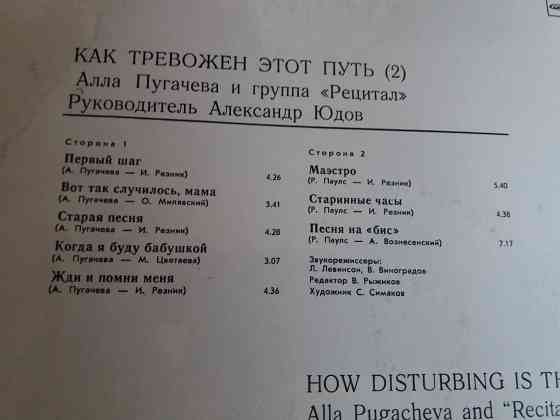 КАК ТРЕВОЖЕН ЭТОТ ПУТЬ (2)
Алла Пугачева и группа «Рецитал»
Руководитель Александр Юдов
Сторона 1
Первый шаг
(А. Пугачева — И. Резник) 4.26
Вот так случилось, мама
(А. Пугачева — О. Милявский) 3.41
Старая песня
(А. Пугачева — И. Резник) 4.28
Когда я буду бабушкой
(А. Пугачева — М. Цветаева) 3.07
Жди и помни меня
(А. Пугачева — И. Резник) 4.36
Сторона 2
Маэстро
(Р. Паулс — И. Резник) 5.40
Старинные часы
(Р. Паулс — И. Резник) 4.38
Песня на «бис»
(Р. Паулс — А. Вознесенский) 7.17
Звукорежиссеры:
Л. Левинсон, В. Виноградов
Редактор В. Рыжиков
Художник С. Симаков
HOW DISTURBING IS TH
Alla Pugacheva and “Recita